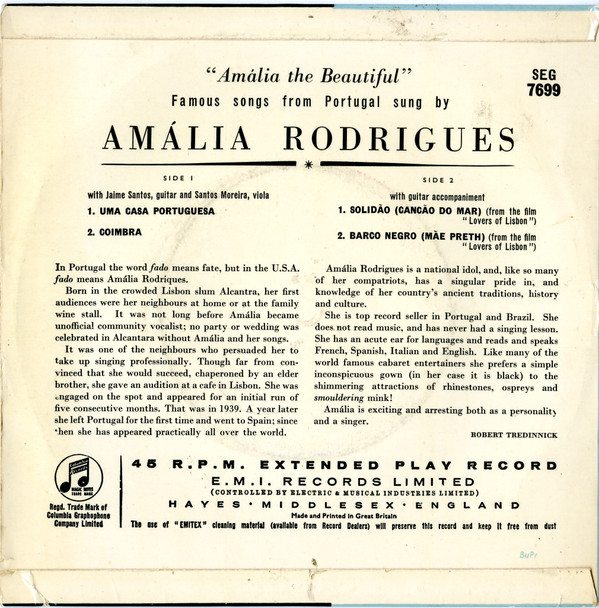 "Amália the Beautiful"
SEG
7699
Famous songs from Portugal sung by
AMÁLIA RODRIGUES
SIDE 1
with Jaime Santos, guitar and Santos Moreira, viola
1. UMA CASA PORTUGUESA
2. COIMBRA
SIDE 2
with guitar accompaniment
1. SOLIDÃO (CANCÃO DO MAR) (from the film
"Lovers of Lisbon")
2. BARCO NEGRO (MÃE PRETH) (from the film
"Lovers of Lisbon")
In Portugal the word fado means fate, but in the U.S.A.
fado means Amália Rodriques.
Born in the crowded Lisbon slum Alcantra, her first
audiences were her neighbours at home or at the family
wine stall. It was not long before Amália became
unofficial community vocalist; no party or wedding was
celebrated in Alcantara without Amália and her songs.
It was one of the neighbours who persuaded her to
take up singing professionally. Though far from con-
vinced that she would succeed, chaperoned by an elder
brother, she gave an audition at a cafe in Lisbon. She was
engaged on the spot and appeared for an initial run of
five consecutive months. That was in 1939. A year later
she left Portugal for the first time and went to Spain; since
then she has appeared practically all over the world.
Amália Rodrigues is a national idol, and, like so many
of her compatriots, has a singular pride in, and
knowledge of her country's ancient traditions, history
and culture.
She is top record seller in Portugal and Brazil. She
does not read music, and has never had a singing lesson.
She has an acute ear for languages and reads and speaks
French, Spanish, Italian and English. Like many of the
world famous cabaret entertainers she prefers a simple
inconspicuous gown (in her case it is black) to the
shimmering attractions of rhinestones, ospreys and
smouldering mink!
Amália is exciting and arresting both as a personality
and a singer.
ROBERT TREDINNICK
MAGIC NOTES
TRADE MARK
Regd. Trade Mark of
Columbia Graphophone
Company Limited
45 R.P.M. EXTENDED PLAY RECORD
E.M.I. RECORDS LIMITED
(CONTROLLED BY ELECTRIC & MUSICAL INDUSTRIES LIMITED)
HAYES · MIDDLESEX · ENGLAND
Made and Printed in Great Britain
The use of "EMITEX" cleaning material (available from Record Dealers) will preserve this record and keep it free from dust
BuPr